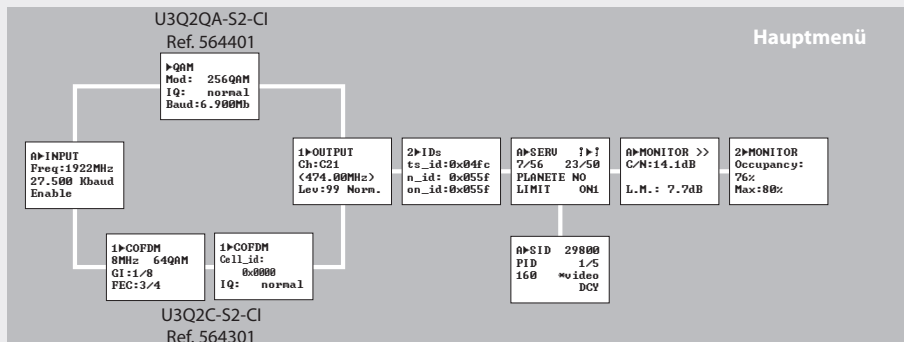 U3Q2QA-S2-CI
Ref. 564401
Hauptmenü
►QAM
Mod: 256QAM
IQ: normal
Baud:6.900Mb
A►INPUT
Freq:1922MHz
27.500 Kbaud
Enable
1►OUTPUT
Ch:C21
(474.00MHz)
Lev:99 Norm.
2►IDs
ts_id:0x04fc
n_id: 0x055f
on_id:0x055f
A►SERV
7/56 23/50
PLANETE NO
LIMIT ON1
A►MONITOR >>
C/N:14.1dB
L.M.: 7.7dB
2►MONITOR
Occupancy:
76%
Max:80%
1►COFDM
8MHz 64QAM
GI:1/8
FEC:3/4
1►COFDM
Cell_id:
0x0000
IQ: normal
A►SID 29800
PID 1/5
160 *video
DCY
U3Q2C-S2-CI
Ref. 564301